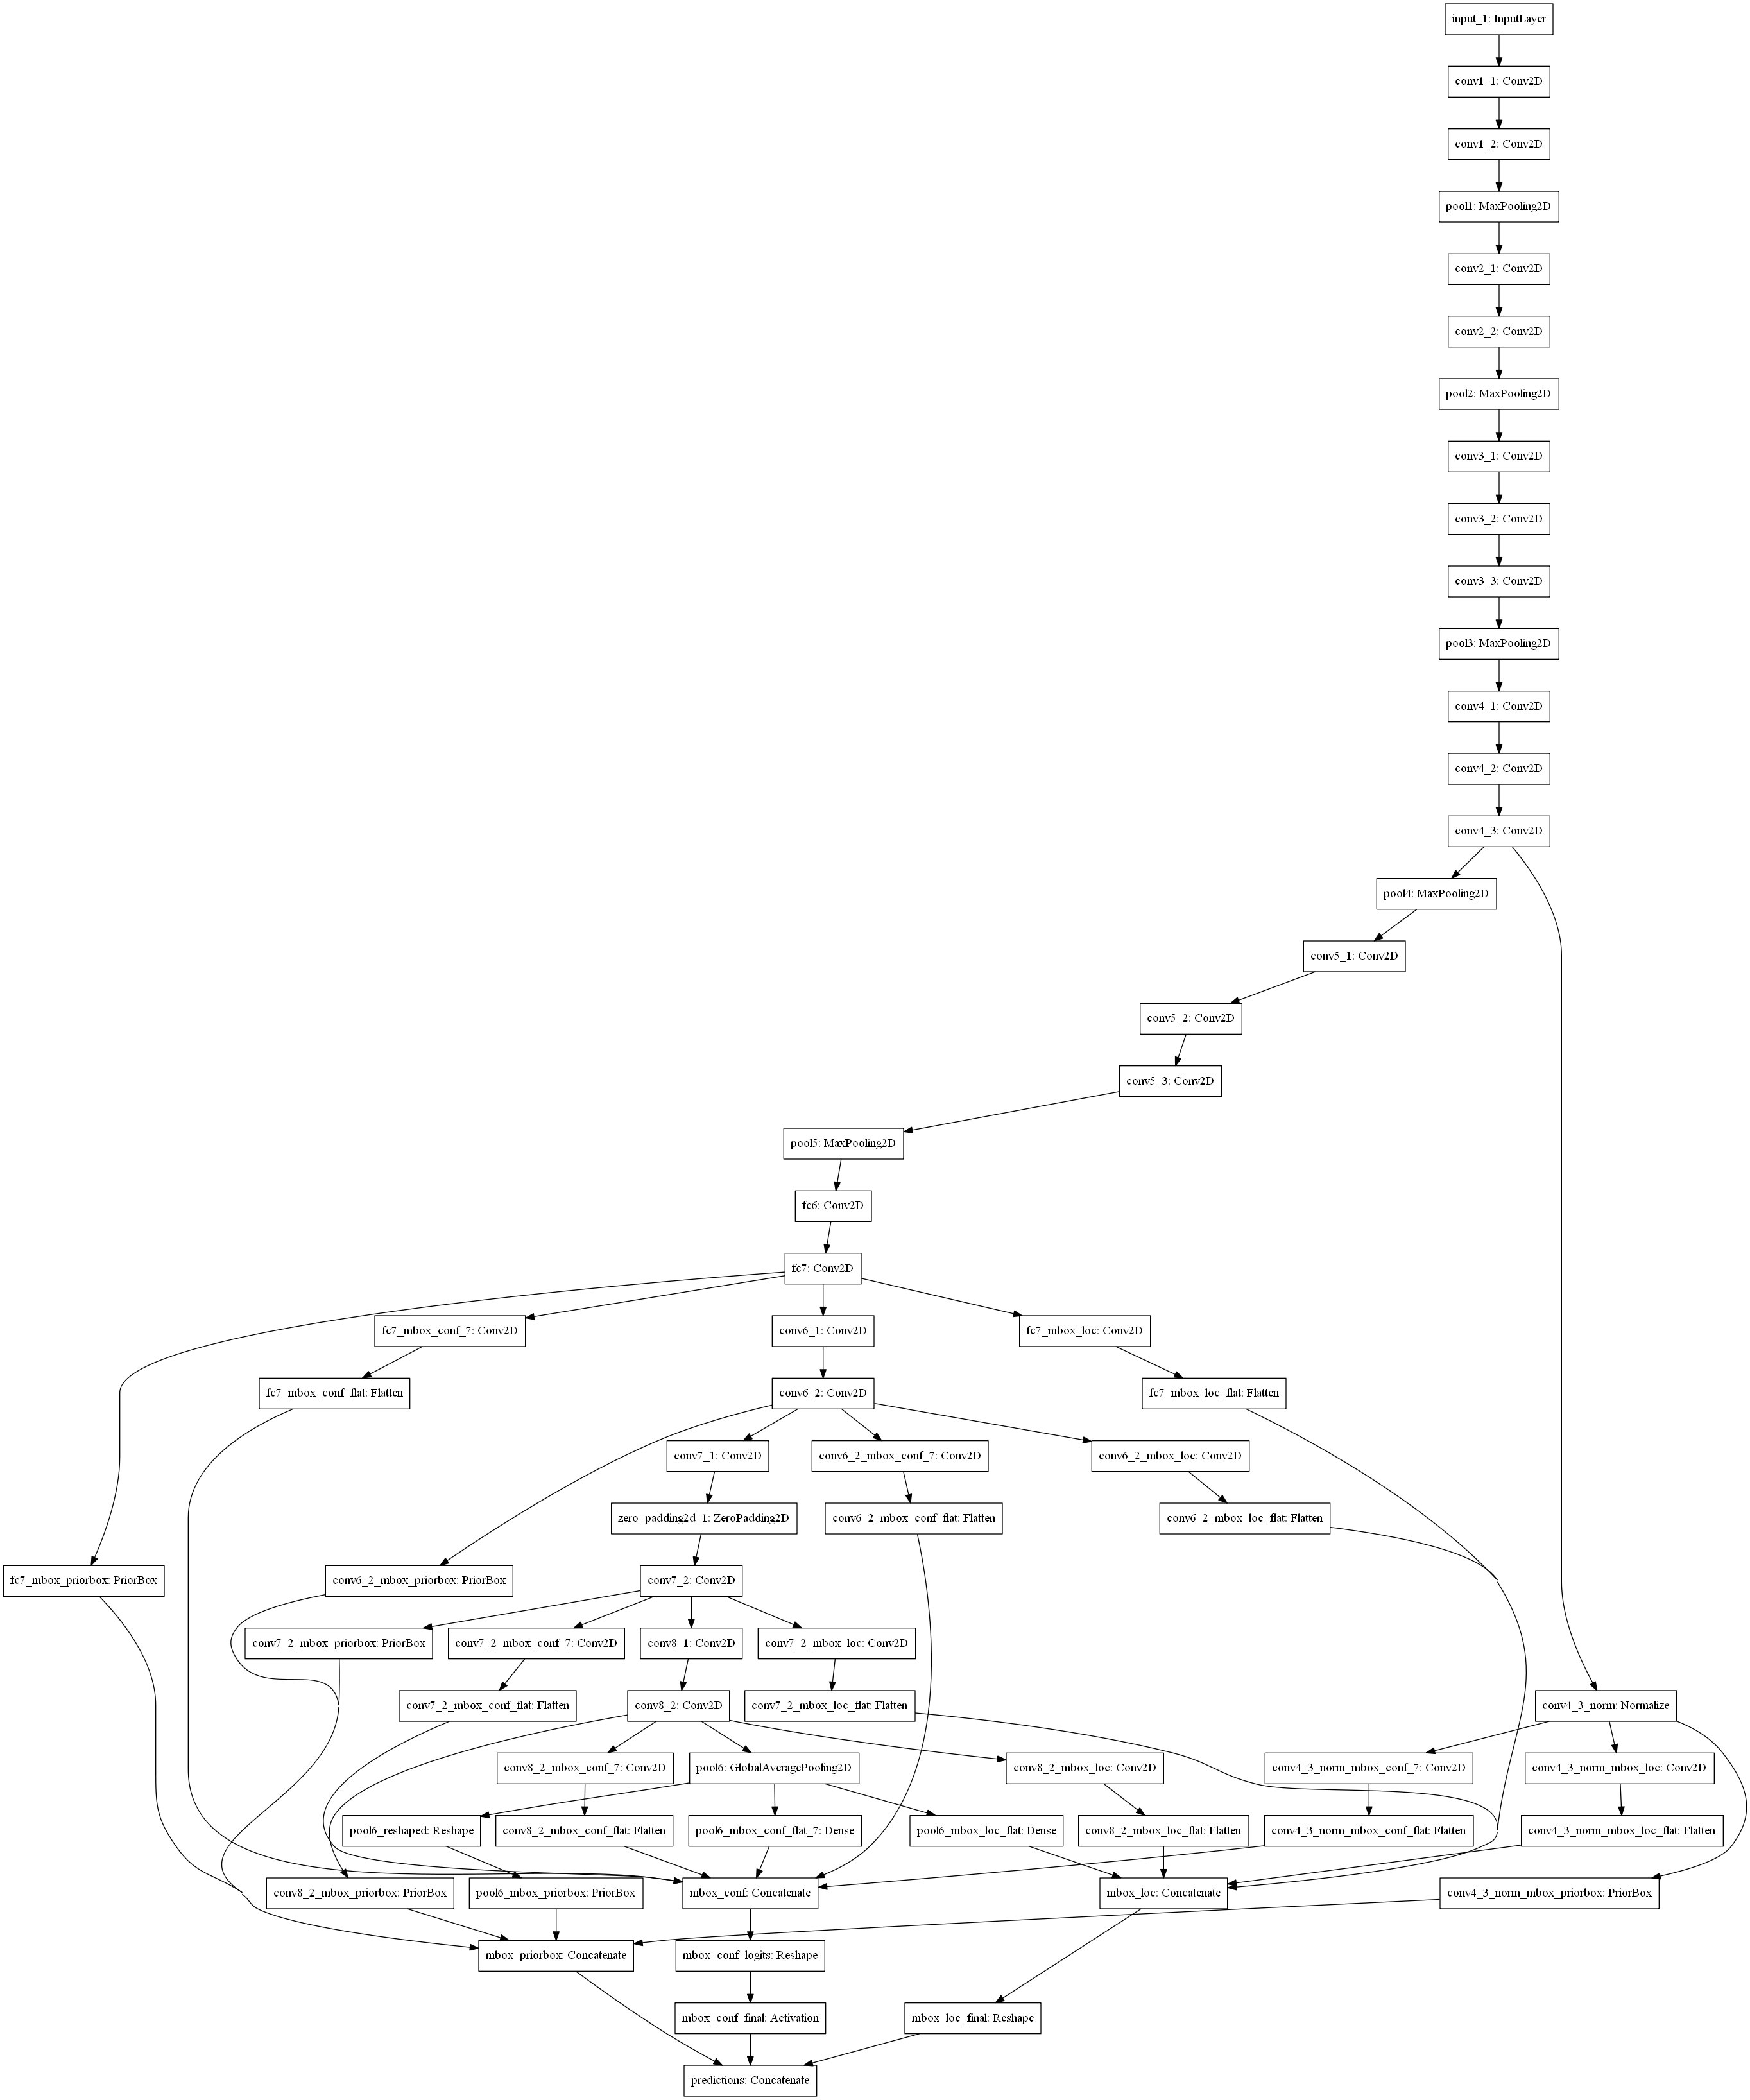 input_1: InputLayer
conv1_1: Conv2D
conv1_2: Conv2D
pool1: MaxPooling2D
conv2_1: Conv2D
conv2_2: Conv2D
pool2: MaxPooling2D
conv3_1: Conv2D
conv3_2: Conv2D
conv3_3: Conv2D
pool3: MaxPooling2D
conv4_1: Conv2D
conv4_2: Conv2D
conv4_3: Conv2D
pool4: MaxPooling2D
conv5_1: Conv2D
conv5_2: Conv2D
conv5_3: Conv2D
pool5: MaxPooling2D
fc6: Conv2D
fc7: Conv2D
fc7_mbox_conf_7: Conv2D
conv6_1: Conv2D
fc7_mbox_loc: Conv2D
fc7_mbox_conf_flat: Flatten
conv6_2: Conv2D
fc7_mbox_loc_flat: Flatten
conv7_1: Conv2D
conv6_2_mbox_conf_7: Conv2D
conv6_2_mbox_loc: Conv2D
zero_padding2d_1: ZeroPadding2D
conv6_2_mbox_conf_flat: Flatten
conv6_2_mbox_loc_flat: Flatten
fc7_mbox_priorbox: PriorBox
conv6_2_mbox_priorbox: PriorBox
conv7_2: Conv2D
conv7_2_mbox_priorbox: PriorBox
conv7_2_mbox_conf_7: Conv2D
conv8_1: Conv2D
conv7_2_mbox_loc: Conv2D
conv7_2_mbox_conf_flat: Flatten
conv8_2: Conv2D
conv7_2_mbox_loc_flat: Flatten
conv4_3_norm: Normalize
conv8_2_mbox_conf_7: Conv2D
pool6: GlobalAveragePooling2D
conv8_2_mbox_loc: Conv2D
conv4_3_norm_mbox_conf_7: Conv2D
conv4_3_norm_mbox_loc: Conv2D
pool6_reshaped: Reshape
conv8_2_mbox_conf_flat: Flatten
pool6_mbox_conf_flat_7: Dense
pool6_mbox_loc_flat: Dense
conv8_2_mbox_loc_flat: Flatten
conv4_3_norm_mbox_conf_flat: Flatten
conv4_3_norm_mbox_loc_flat: Flatten
conv8_2_mbox_priorbox: PriorBox
pool6_mbox_priorbox: PriorBox
mbox_conf: Concatenate
mbox_loc: Concatenate
conv4_3_norm_mbox_priorbox: PriorBox
mbox_priorbox: Concatenate
mbox_conf_logits: Reshape
mbox_conf_final: Activation
mbox_loc_final: Reshape
predictions: Concatenate